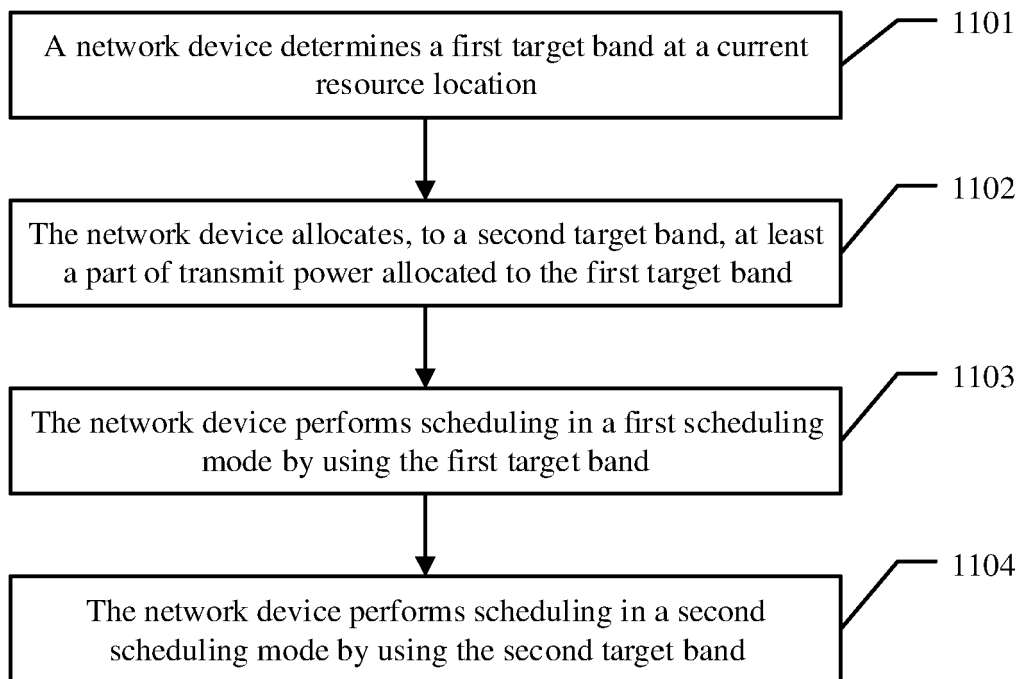 1101
A network device determines a first target band at a current
resource location
1102
The network device allocates, to a second target band, at least
a part of transmit power allocated to the first target band
1103
The network device performs scheduling in a first scheduling
mode by using the first target band
1104
The network device performs scheduling in a second
scheduling mode by using the second target band